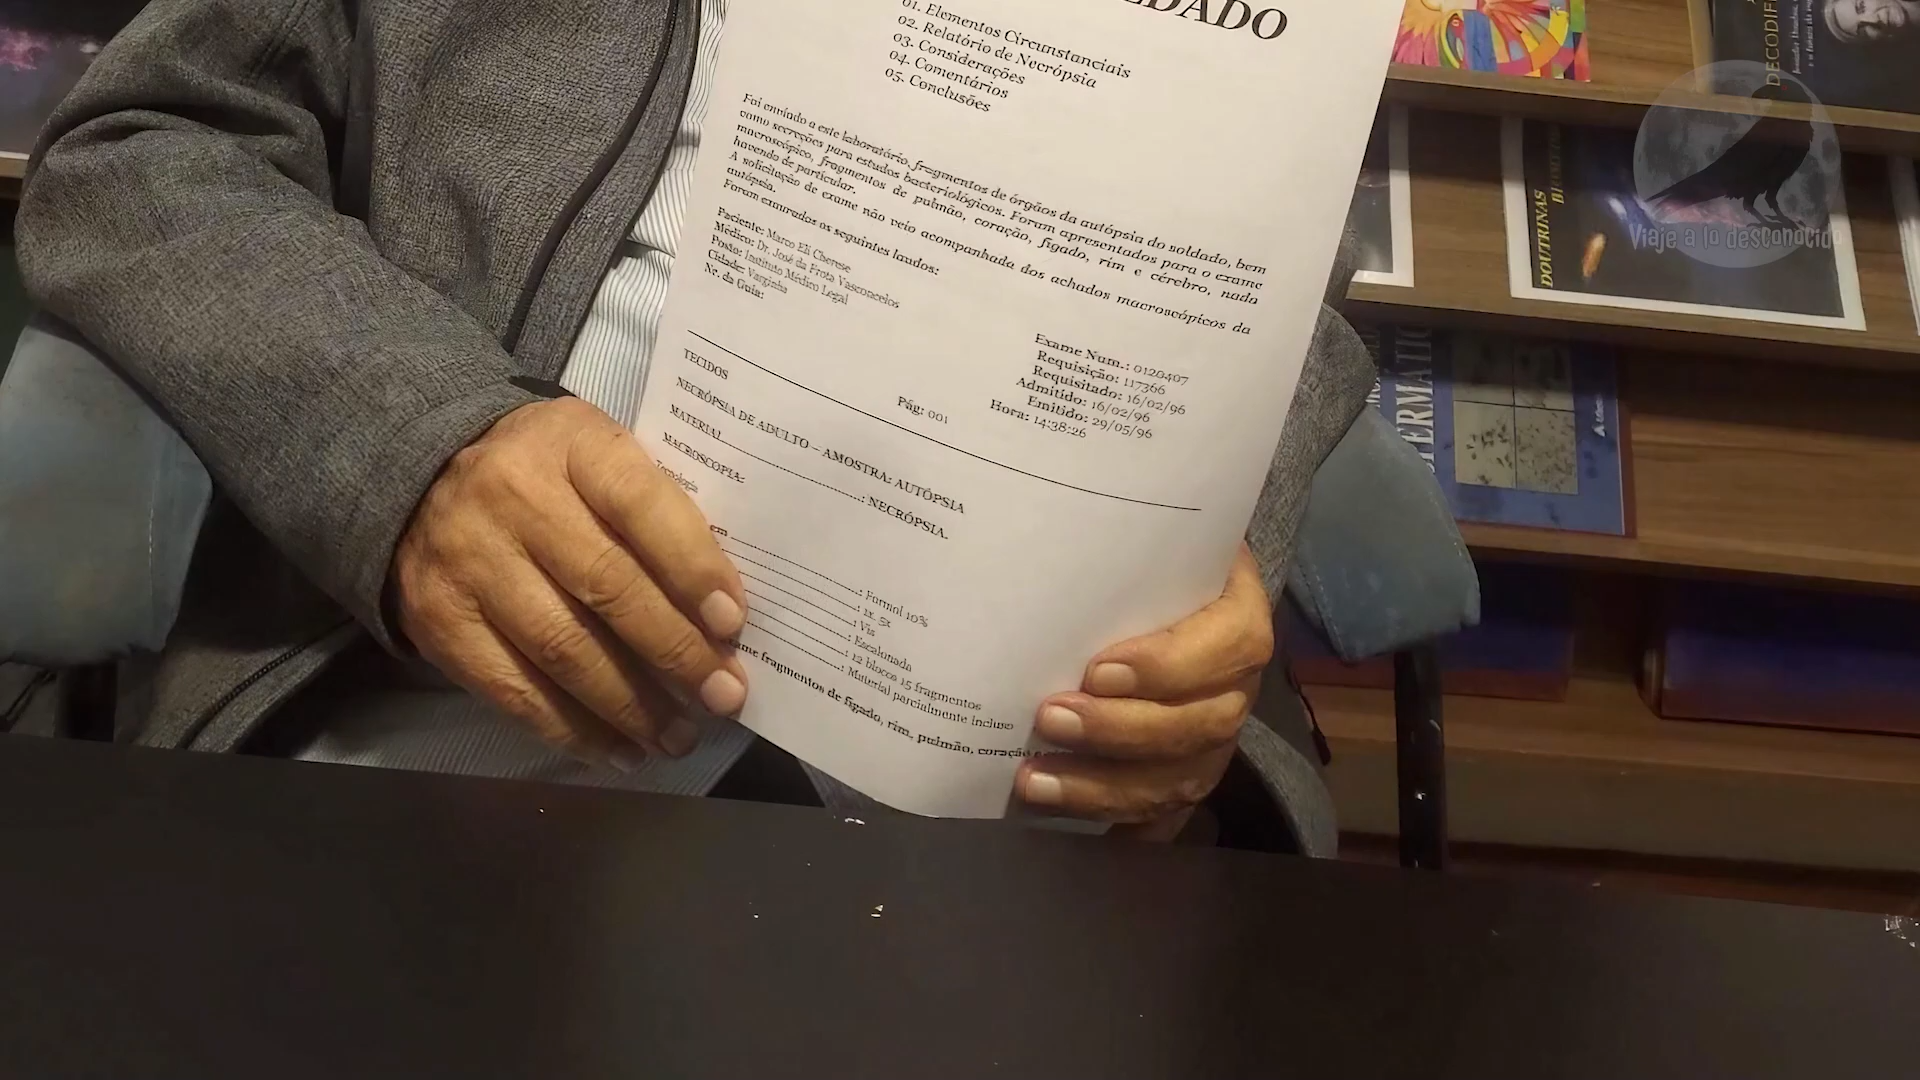 LDADO
01. Elementos Circunstanciais
02. Relatório de Necrópsia
03. Considerações
04. Comentários
05. Conclusões
Foi enviado a este laboratório, fragmentos de órgãos da autópsia do soldado, bem
como secreções para estudos bacteriológicos. Foram apresentados para o exame
macroscópico, fragmentos de pulmão, coração, fígado, rim e cérebro, nada
havendo de particular.
A solicitação de exame não veio acompanhada dos achados macroscópicos da
autópsia.
Foram exarados os seguintes laudos:
Paciente: Marco Eli Cherese
Médico: Dr. José da Frota Vasconcelos
Posto: Instituto Médico Legal
Cidade: Varginha
Nr. da Guia:
Exame Num.: 0120407
Requisição: 117366
Requisitado: 16/02/96
Admitido: 16/02/96
Emitido: 29/05/96
Hora: 14:38:26
Pág: 001
TECIDOS
NECRÓPSIA DE ADULTO – AMOSTRA: AUTÓPSIA
MATERIAL: NECRÓPSIA.
MACROSCOPIA:
em : Formol 10%
: Vis
: Escalonada
: 12 blocos 15 fragmentos
: Material parcialmente incluso
fragmentos de fígado, rim, pulmão, coração
DECODIF
DOUTRINAS
Viaje a lo desconocido